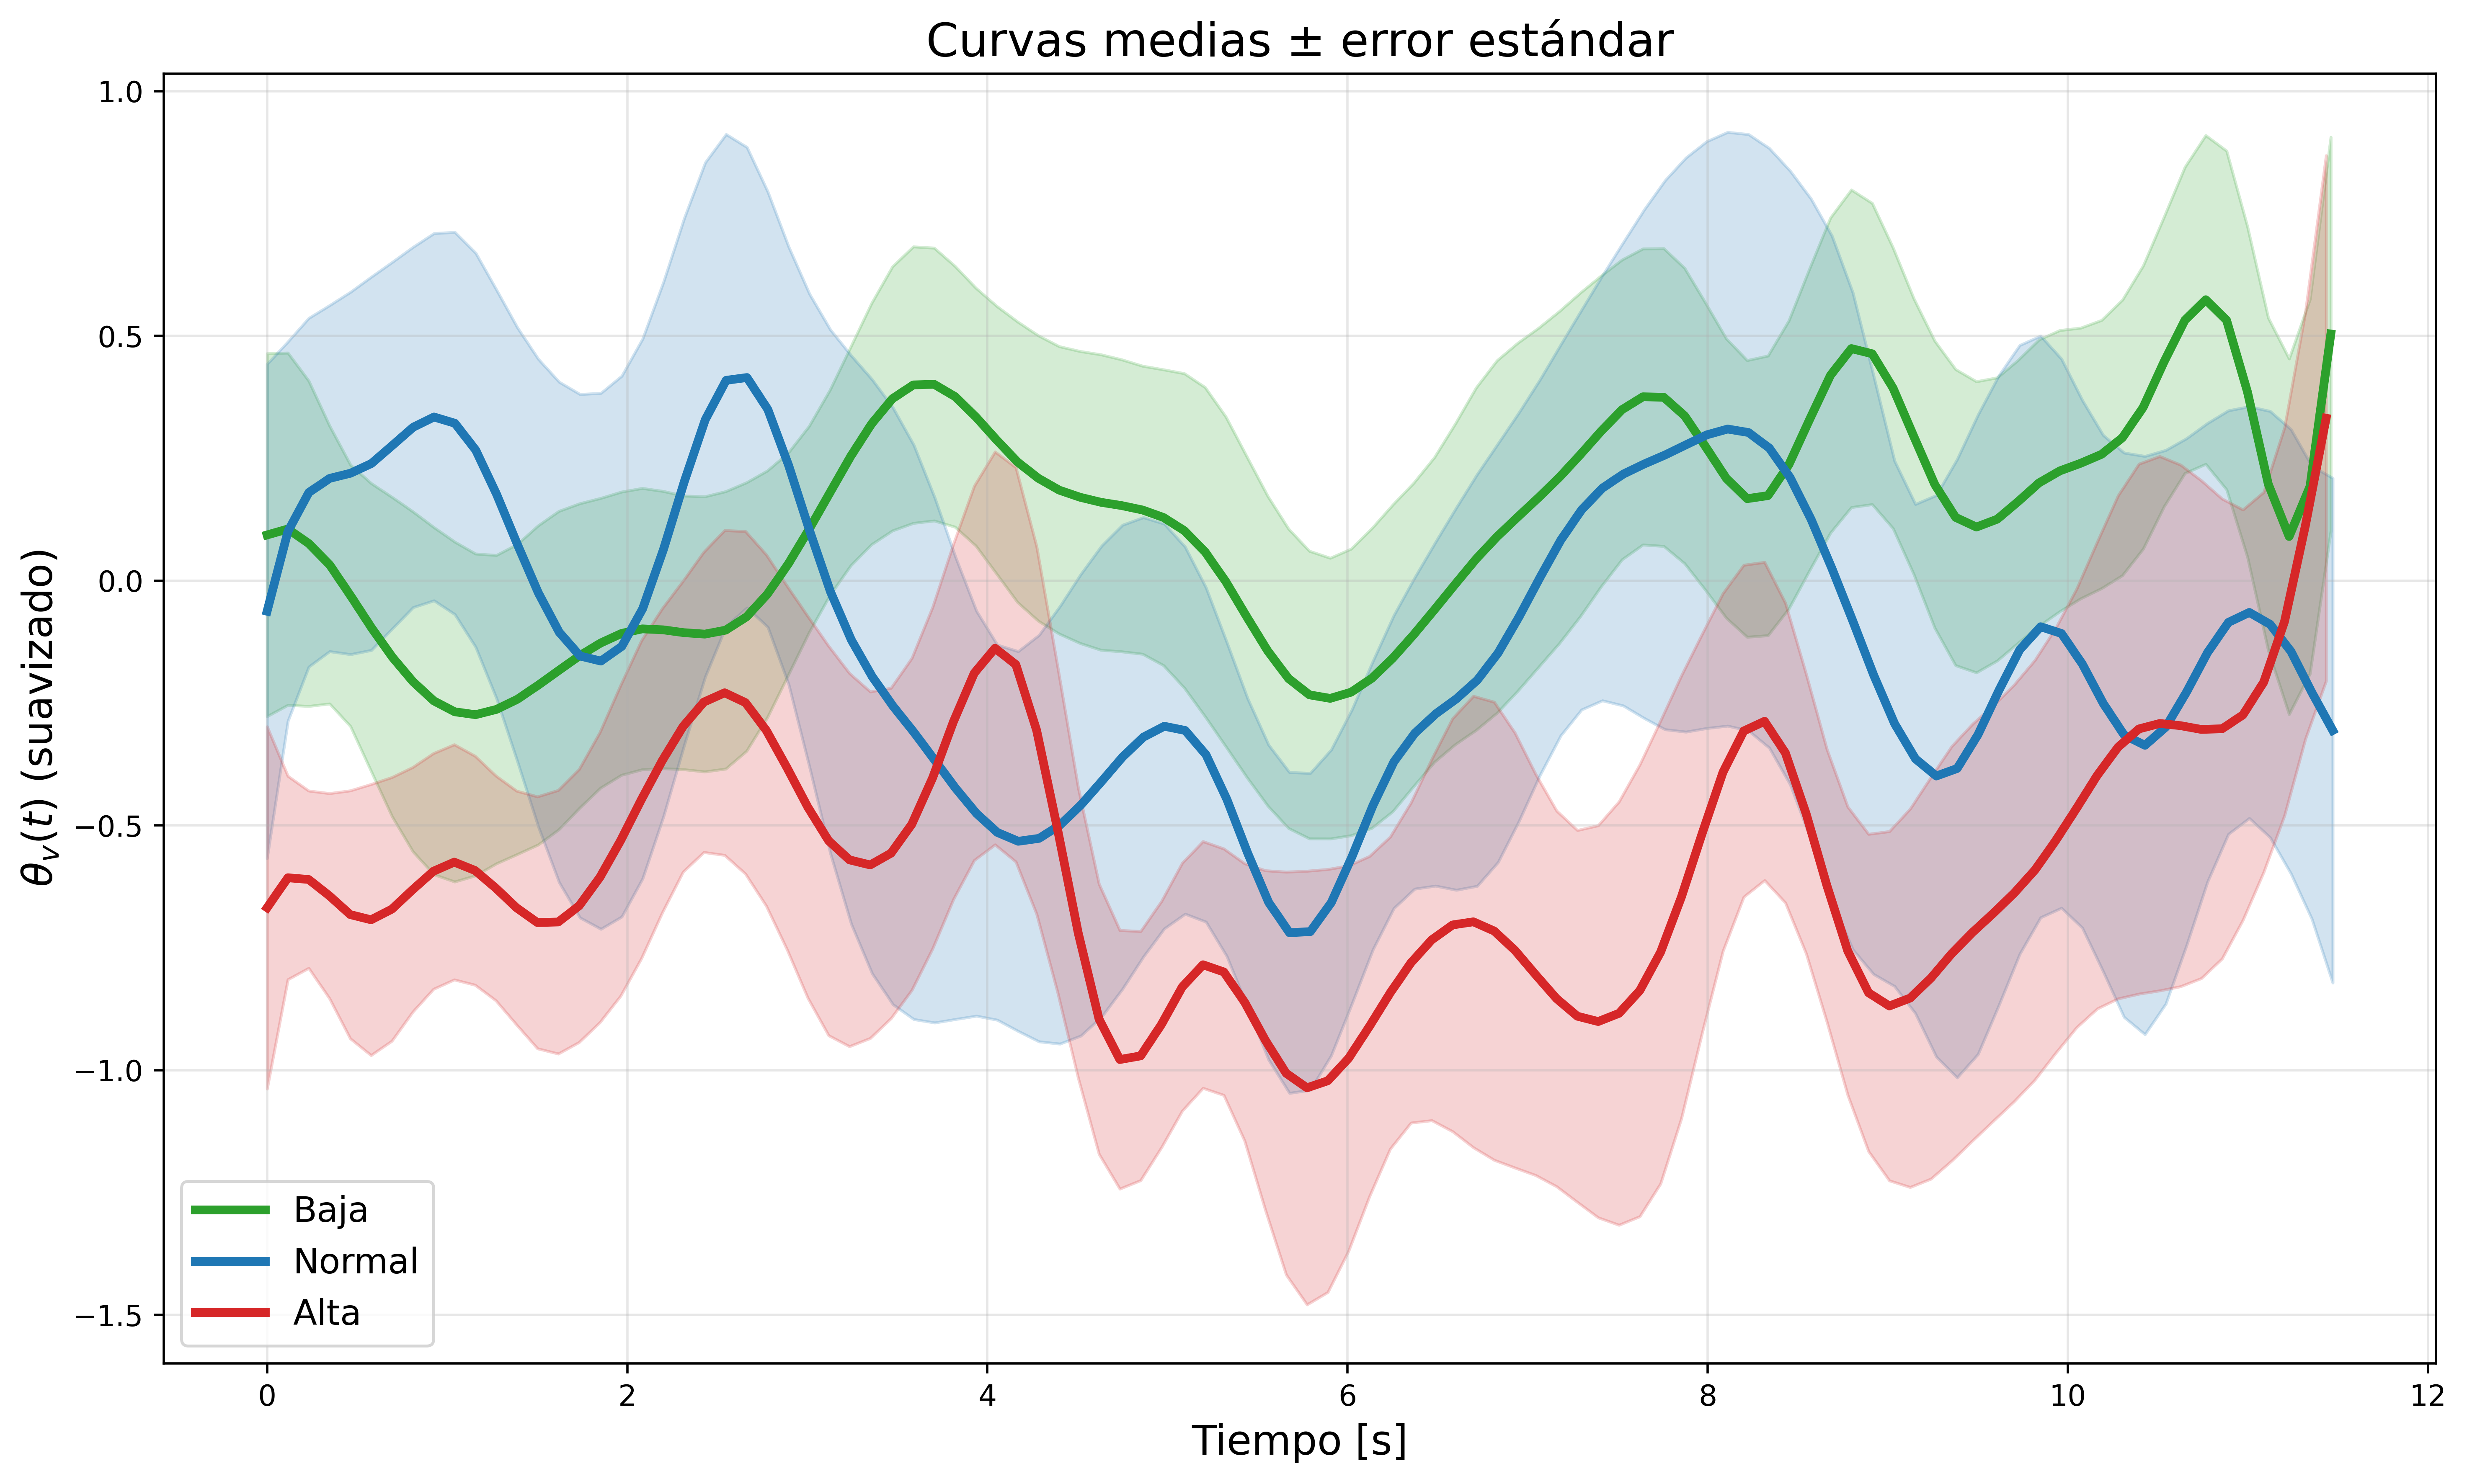 Curvas medias ± error estándar
θv(t) (suavizado)
1.0
0.5
0.0
−0.5
−1.0
−1.5
Baja
Normal
Alta
0 2 4 6 8 10 12
Tiempo [s]